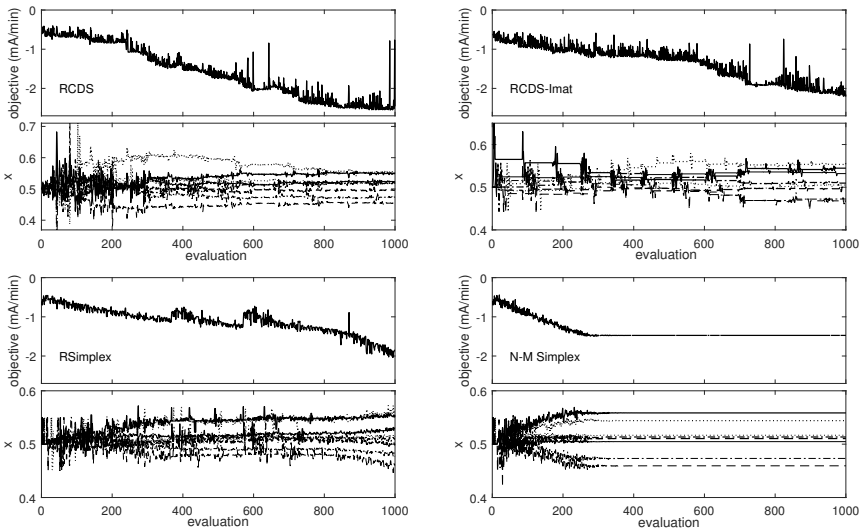 0
-1
-2
objective (mA/min)
RCDS
0.7
0.6
0.5
0.4
x
0 200 400 600 800 1000
evaluation
0
-1
-2
objective (mA/min)
RCDS-Imat
0.6
0.5
0.4
x
0 200 400 600 800 1000
evaluation
0
-1
-2
objective (mA/min)
RSimplex
0.6
0.5
0.4
x
0 200 400 600 800 1000
evaluation
0
-1
-2
objective (mA/min)
N-M Simplex
0.6
0.5
0.4
x
0 200 400 600 800 1000
evaluation